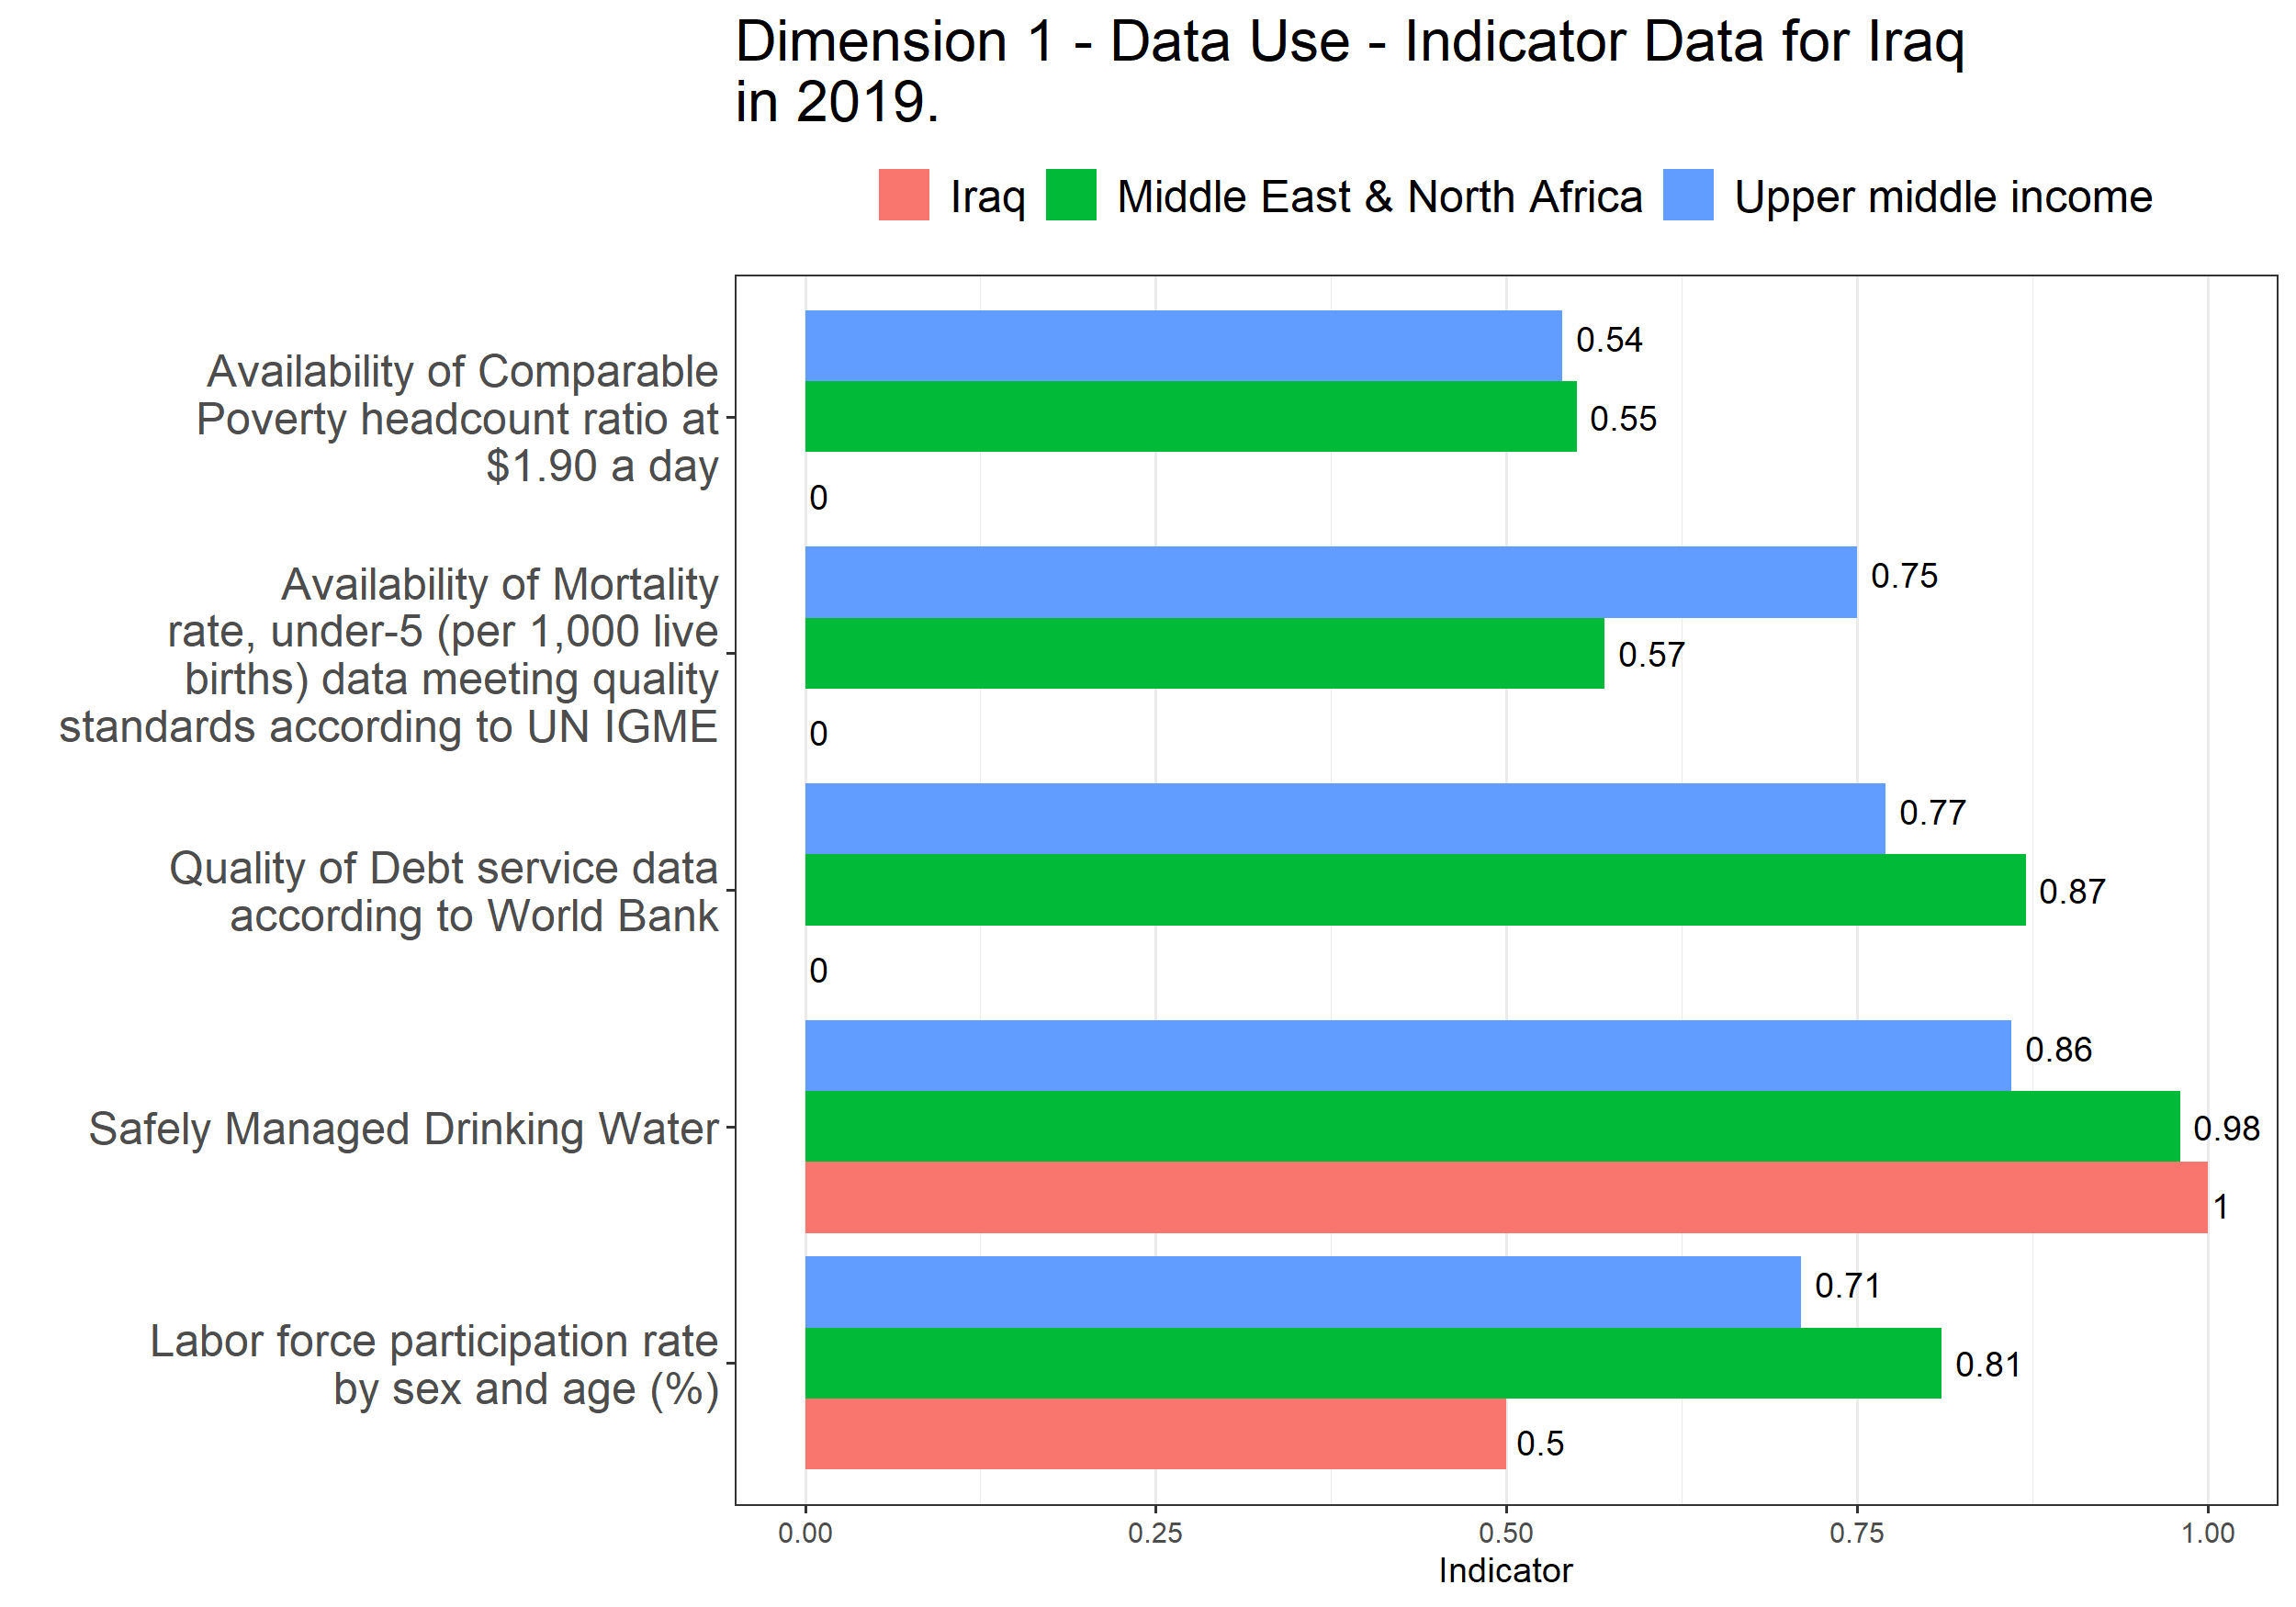 Dimension 1 - Data Use - Indicator Data for Iraq
in 2019.
Iraq Middle East & North Africa Upper middle income
Availability of Comparable
Poverty headcount ratio at
$1.90 a day
0.54
0.55
0
Availability of Mortality
rate, under-5 (per 1,000 live
births) data meeting quality
standards according to UN IGME
0.75
0.57
0
Quality of Debt service data
according to World Bank
0.77
0.87
0
Safely Managed Drinking Water
0.86
0.98
1
Labor force participation rate
by sex and age (%)
0.71
0.81
0.5
0.00 0.25 0.50 0.75 1.00
Indicator